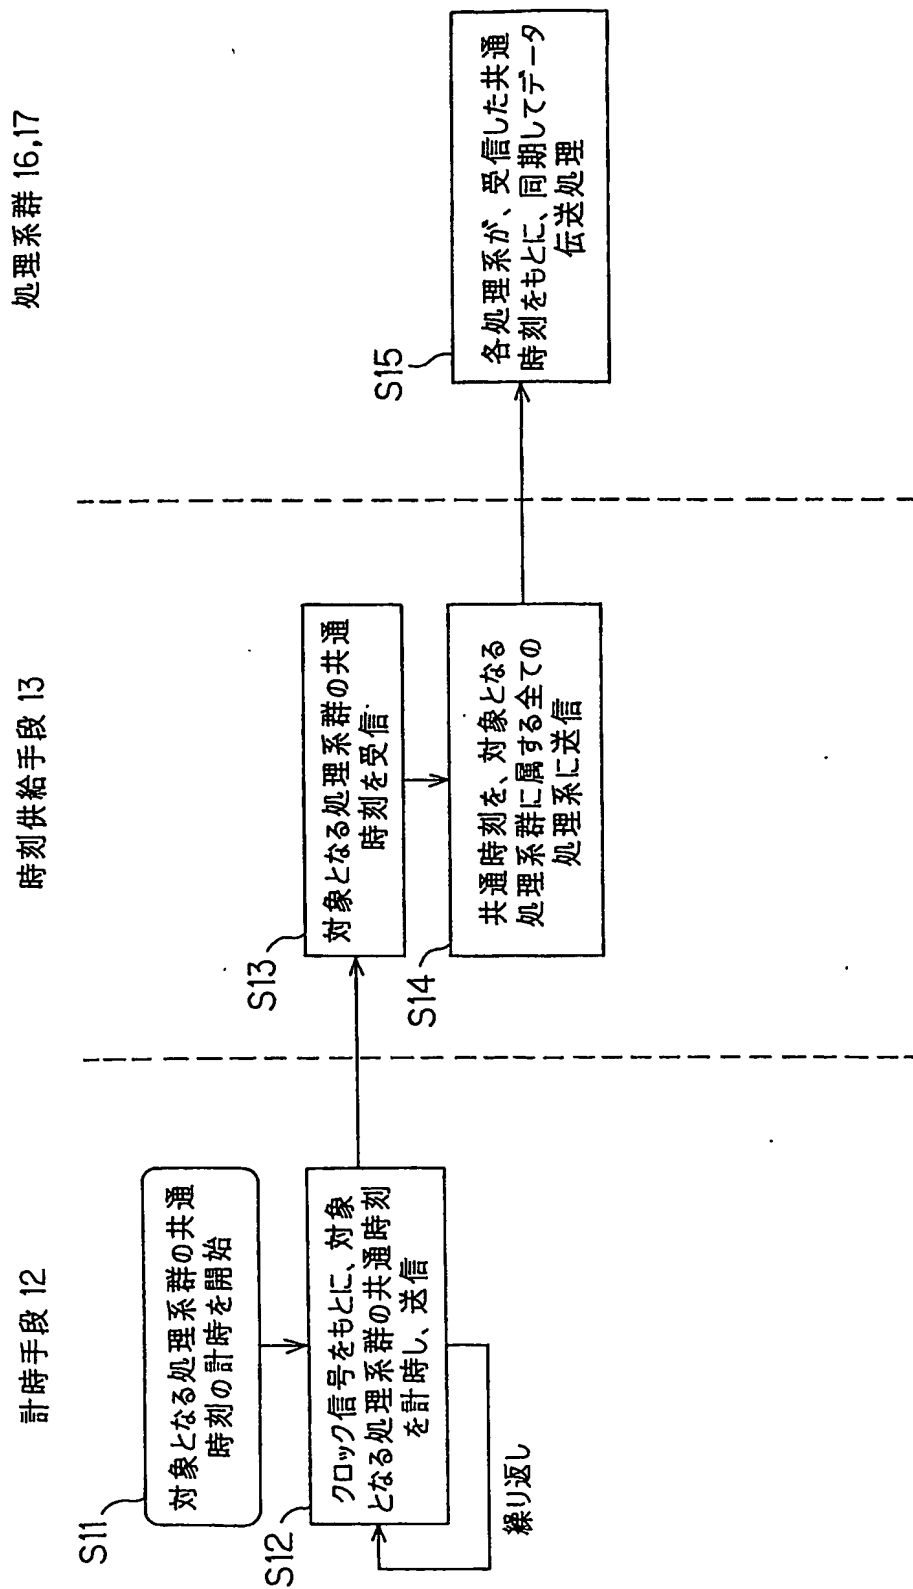 計時手段 12
時刻供給手段 13
処理系群 16,17
S11
対象となる処理系群の共通
時刻の計時を開始
S12
クロック信号をもとに、対象
となる処理系群の共通時刻
を計時し、送信
繰り返し
S13
対象となる処理系群の共通
時刻を受信
S14
共通時刻を、対象となる
処理系群に属する全ての
処理系に送信
S15
各処理系が、受信した共通
時刻をもとに、同期してデータ
伝送処理